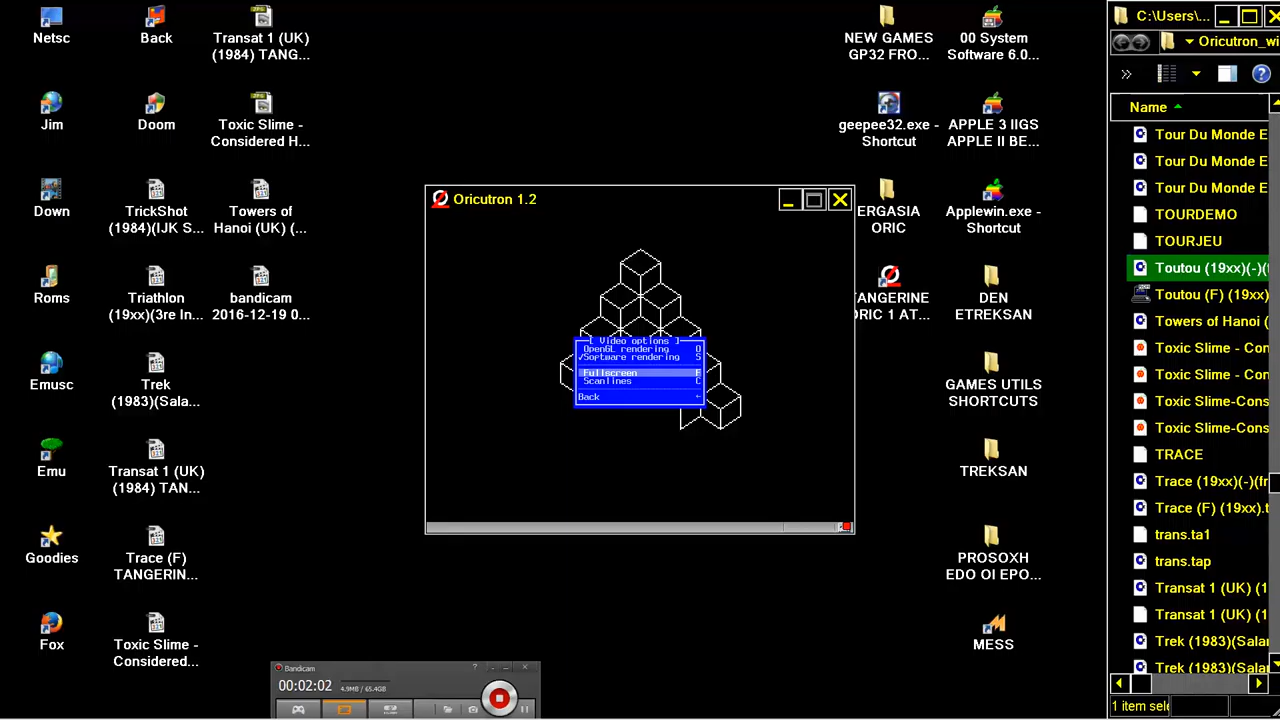 Netsc
Back
Transat 1 (UK)
(1984) TANG...
Jim
Doom
Toxic Slime -
Considered H...
Down
TrickShot
(1984)(IJK S...
Towers of
Hanoi (UK) (...
Roms
Triathlon
(19xx)(3re In...
bandicam
2016-12-19 0...
Emusc
Trek
(1983)(Sala...
Emu
Transat 1 (UK)
(1984) TAN...
Goodies
Trace (F)
TANGERIN...
Fox
Toxic Slime -
Considered...
Oricutron 1.2
[ Video options ]
OpenGL rendering O
✓Software rendering S
Fullscreen F
Scanlines C
Back ←
Bandicam
00:02:02
4.9MB / 65.4GB
NEW GAMES
GP32 FRO...
00 System
Software 6.0...
geepee32.exe -
Shortcut
APPLE 3 IIGS
APPLE II BE...
ERGASIA
ORIC
Applewin.exe -
Shortcut
TANGERINE
ORIC 1 AT...
DEN
ETREKSAN
GAMES UTILS
SHORTCUTS
TREKSAN
PROSOXH
EDO OI EPO...
MESS
C:\Users\...
Oricutron_wi
Name
Tour Du Monde E
Tour Du Monde E
Tour Du Monde E
TOURDEMO
TOURJEU
Toutou (19xx)(-)(f
Toutou (F) (19xx)
Towers of Hanoi (
Toxic Slime - Con
Toxic Slime - Con
Toxic Slime-Cons
Toxic Slime-Cons
TRACE
Trace (19xx)(-)(fr
Trace (F) (19xx).t
trans.ta1
trans.tap
Transat 1 (UK) (1
Transat 1 (UK) (1
Trek (1983)(Salar
Trek (1983)(Salar
1 item sele